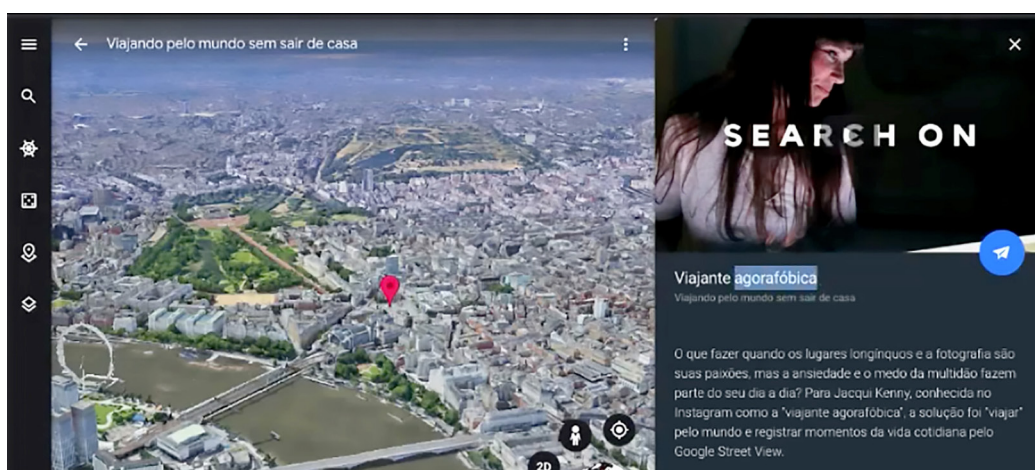 Viajando pelo mundo sem sair de casa
SEARCH ON
Viajante agorafóbica
Viajando pelo mundo sem sair de casa
O que fazer quando os lugares longínquos e a fotografia são
suas paixões, mas a ansiedade e o medo da multidão fazem
parte do seu dia a dia? Para Jacqui Kenny, conhecida no
Instagram como a "viajante agorafóbica", a solução foi "viajar"
pelo mundo e registrar momentos da vida cotidiana pelo
Google Street View.
2D